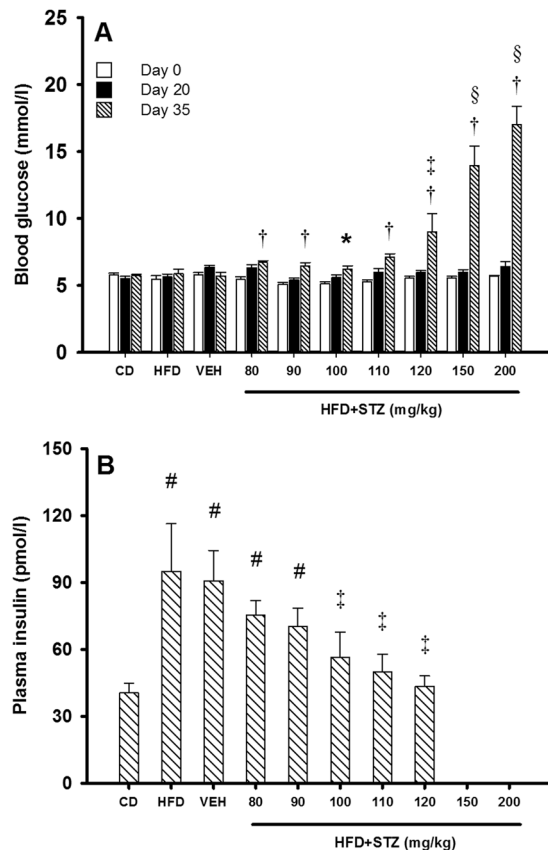 25
A
§
20
Day 0
Day 20
§
†
Day 35
15
†
‡
†
10
† † * †
5
0
CD HFD VEH 80 90 100 110 120 150 200
HFD+STZ (mg/kg)
Blood glucose (mmol/l)
150
B
#
120
#
#
#
90
‡
‡
‡
60
30
0
CD HFD VEH 80 90 100 110 120 150 200
HFD+STZ (mg/kg)
Plasma insulin (pmol/l)